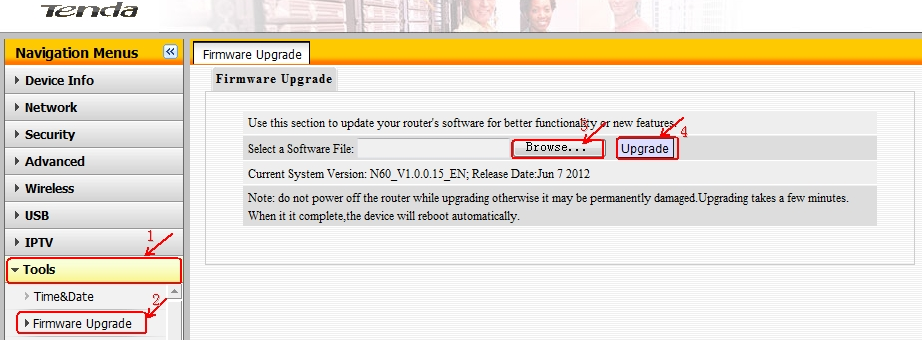 Tenda
Navigation Menus
Device Info
Network
Security
Advanced
Wireless
USB
IPTV
1
Tools
Time&Date
2
Firmware Upgrade
Firmware Upgrade
Firmware Upgrade
Use this section to update your router's software for better functionality or new features.
3
4
Select a Software File: Browse... Upgrade
Current System Version: N60_V1.0.0.15_EN; Release Date:Jun 7 2012
Note: do not power off the router while upgrading otherwise it may be permanently damaged.Upgrading takes a few minutes.
When it it complete,the device will reboot automatically.